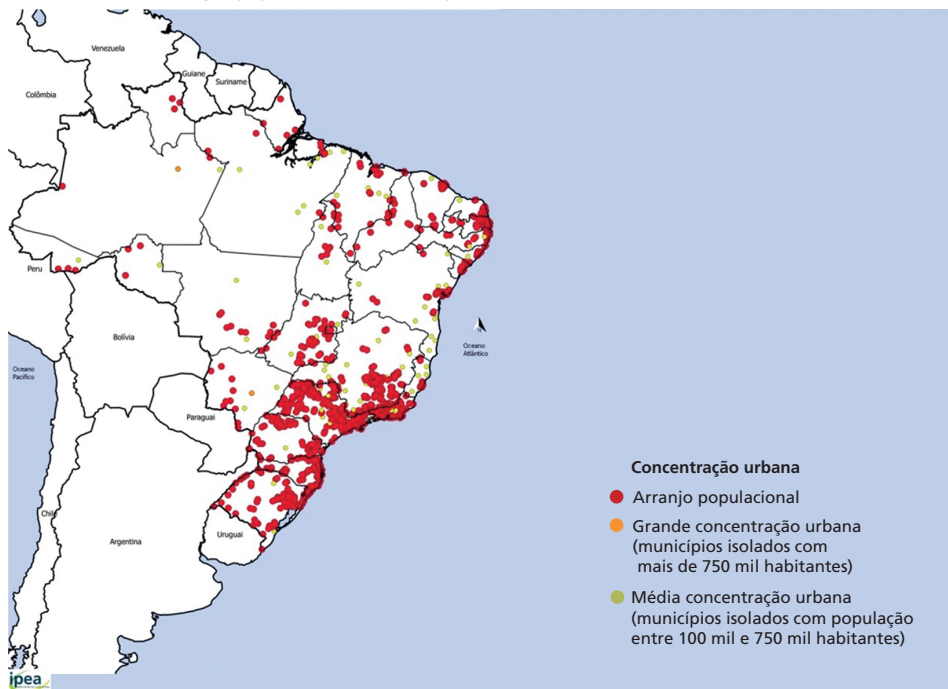 Venezuela
Guiane
Suriname
Colômbia
Peru
Bolívia
Oceano
Pacífico
N
Oceano
Atlântico
Paraguai
Chile
Argentina
Uruguai
Concentração urbana
Arranjo populacional
Grande concentração urbana
(municípios isolados com
mais de 750 mil habitantes)
Média concentração urbana
(municípios isolados com população
entre 100 mil e 750 mil habitantes)
ipea